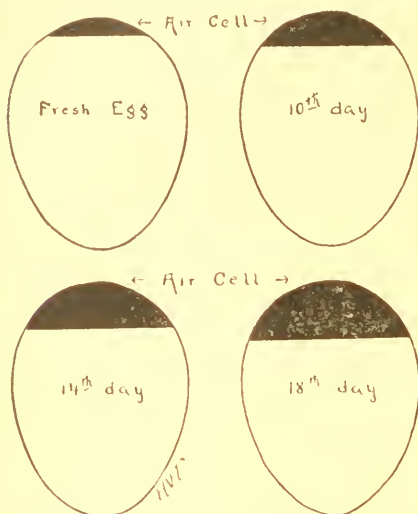 ← Air Cell →
Fresh Egg
10th day
← Air Cell →
14th day
18th day